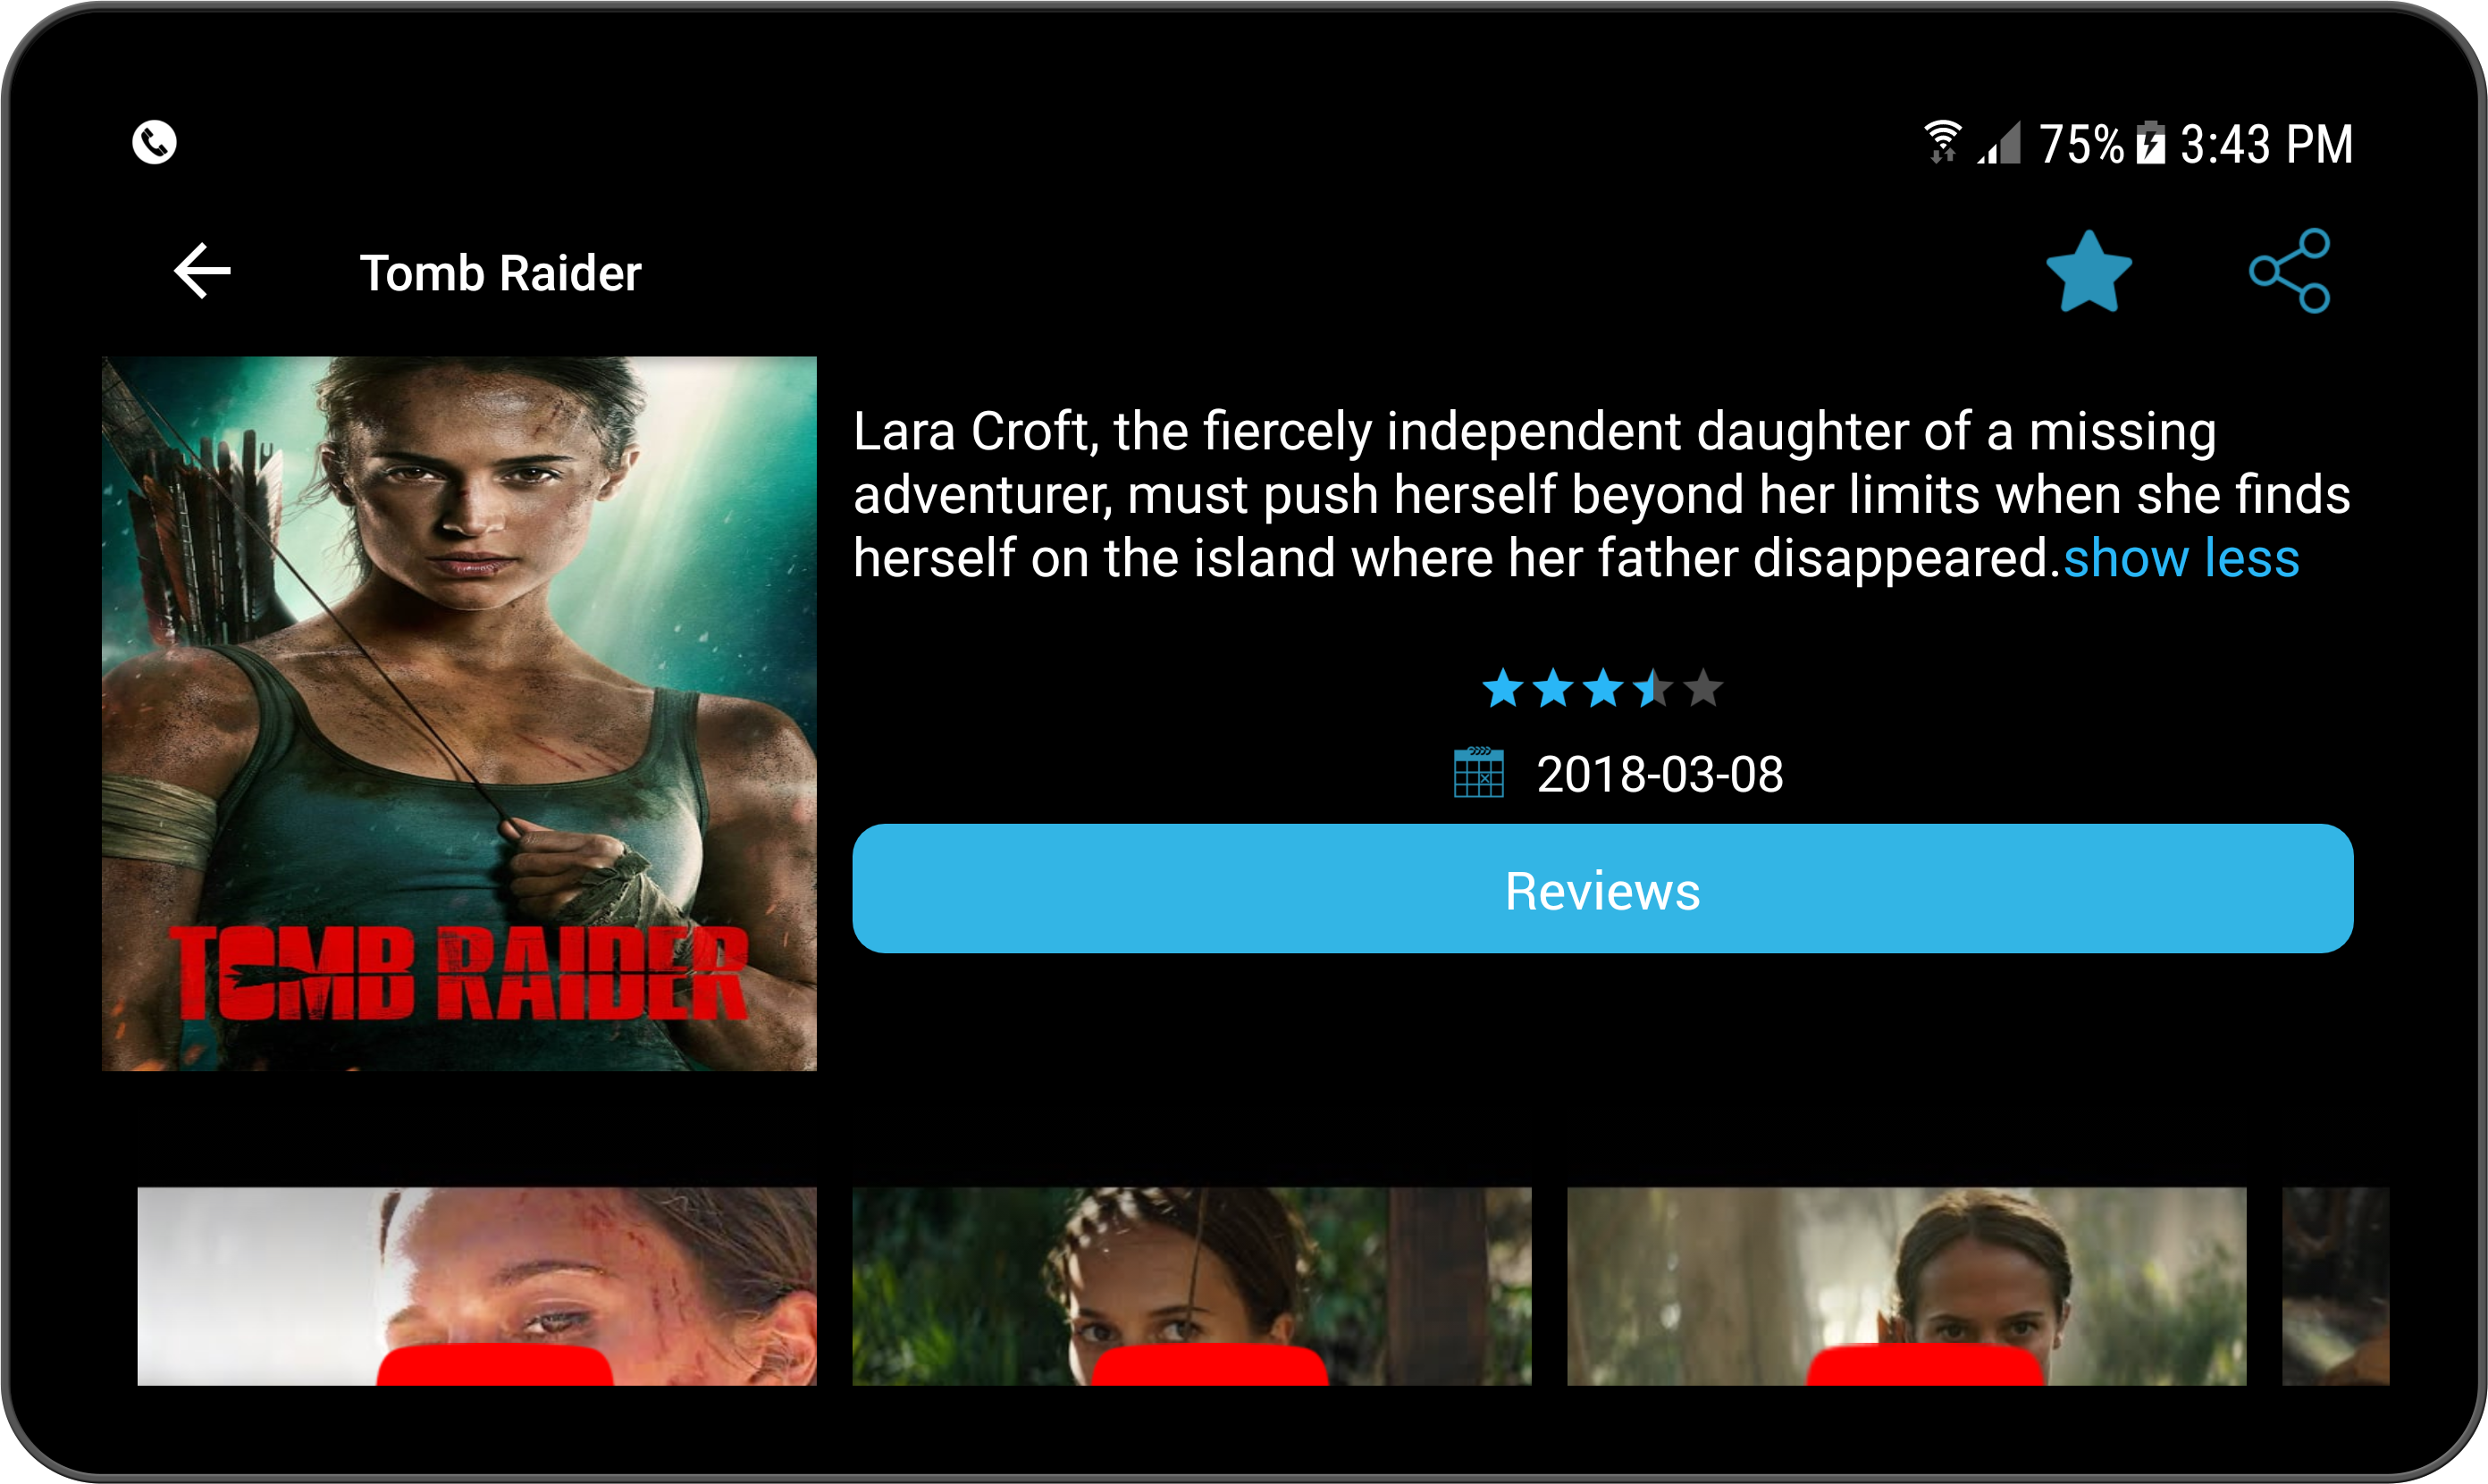 75% 3:43 PM
Tomb Raider
Lara Croft, the fiercely independent daughter of a missing
adventurer, must push herself beyond her limits when she finds
herself on the island where her father disappeared.show less
2018-03-08
Reviews
TOMB RAIDER